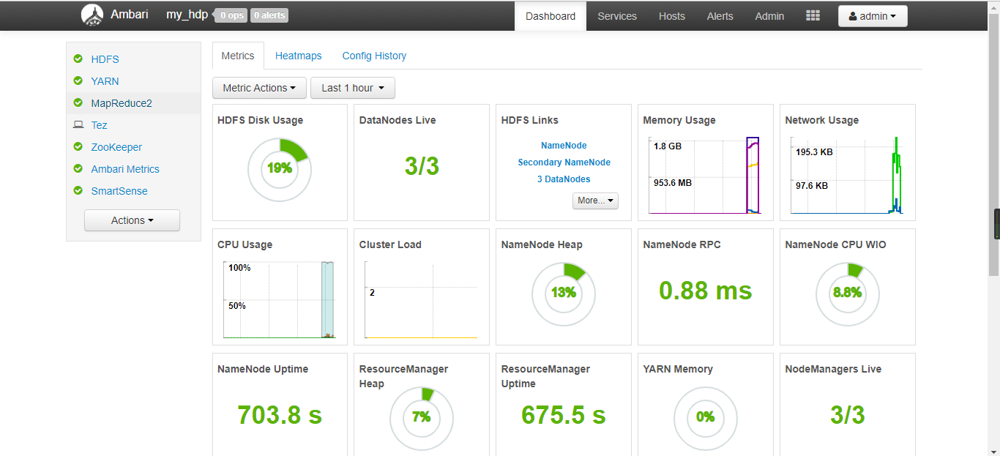 Ambari my_hdp 0 ops 0 alerts Dashboard Services Hosts Alerts Admin admin
HDFS
YARN
MapReduce2
Tez
ZooKeeper
Ambari Metrics
SmartSense
Actions
Metrics Heatmaps Config History
Metric Actions Last 1 hour
HDFS Disk Usage
19%
DataNodes Live
3/3
HDFS Links
NameNode
Secondary NameNode
3 DataNodes
More...
Memory Usage
1.8 GB
953.6 MB
Network Usage
195.3 KB
97.6 KB
CPU Usage
100%
50%
Cluster Load
2
NameNode Heap
13%
NameNode RPC
0.88 ms
NameNode CPU WIO
8.8%
NameNode Uptime
703.8 s
ResourceManager
Heap
7%
ResourceManager
Uptime
675.5 s
YARN Memory
0%
NodeManagers Live
3/3